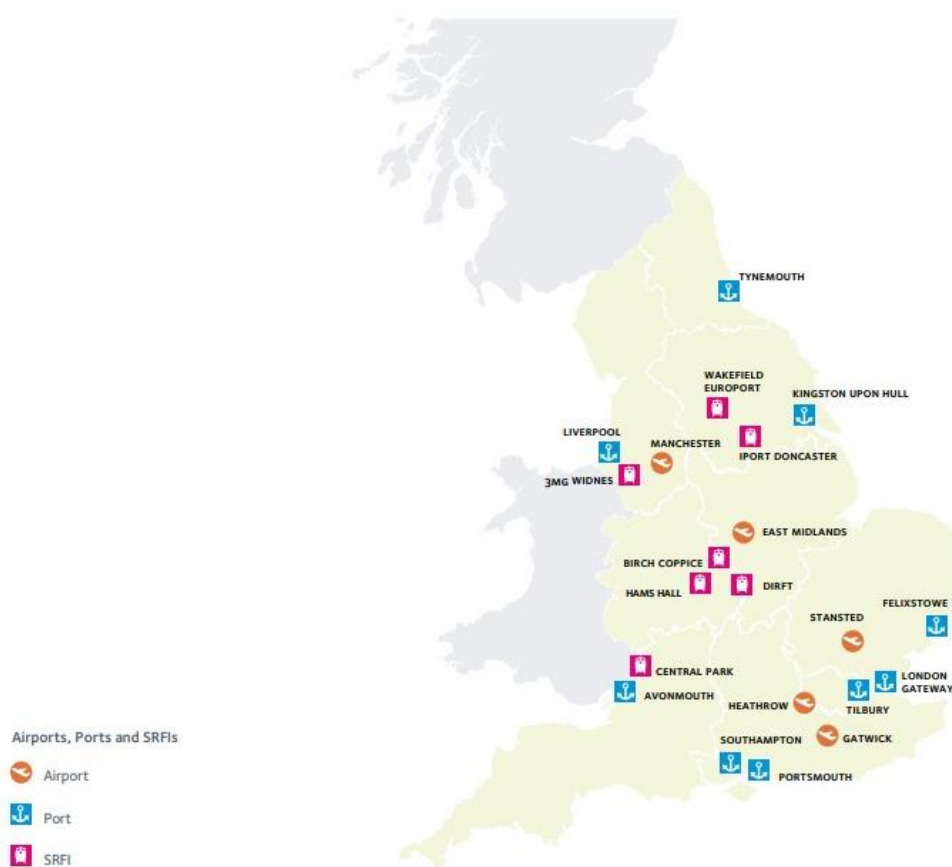 TYNEMOUTH
WAKEFIELD
EUROPORT
KINGSTON UPON HULL
LIVERPOOL
MANCHESTER
IPORT DONCASTER
3MG WIDNES
EAST MIDLANDS
BIRCH COPPICE
HAMS HALL
DIRFT
FELIXSTOWE
STANSTED
CENTRAL PARK
LONDON
GATEWAY
AVONMOUTH
HEATHROW
TILBURY
SOUTHAMPTON
GATWICK
PORTSMOUTH
Airports, Ports and SRFIs
Airport
Port
SRFI